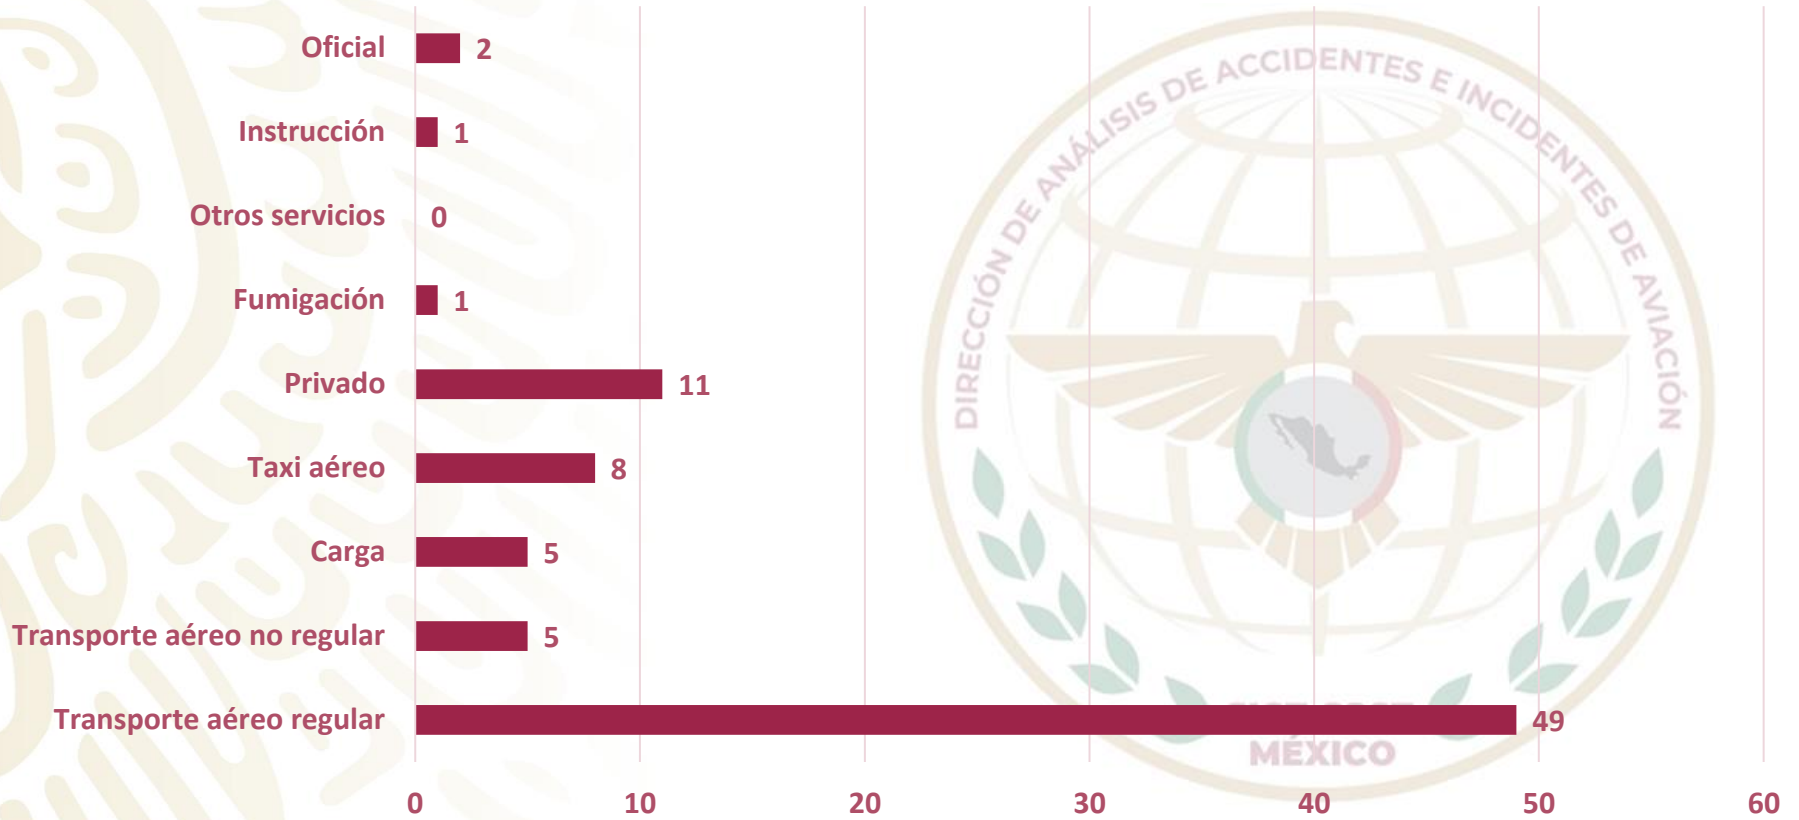 Oficial 2
Instrucción 1
Otros servicios 0
Fumigación 1
Privado 11
Taxi aéreo 8
Carga 5
Transporte aéreo no regular 5
Transporte aéreo regular 49
0 10 20 30 40 50 60
DIRECCIÓN DE ANÁLISIS DE ACCIDENTES E INCIDENTES DE AVIACIÓN
MÉXICO